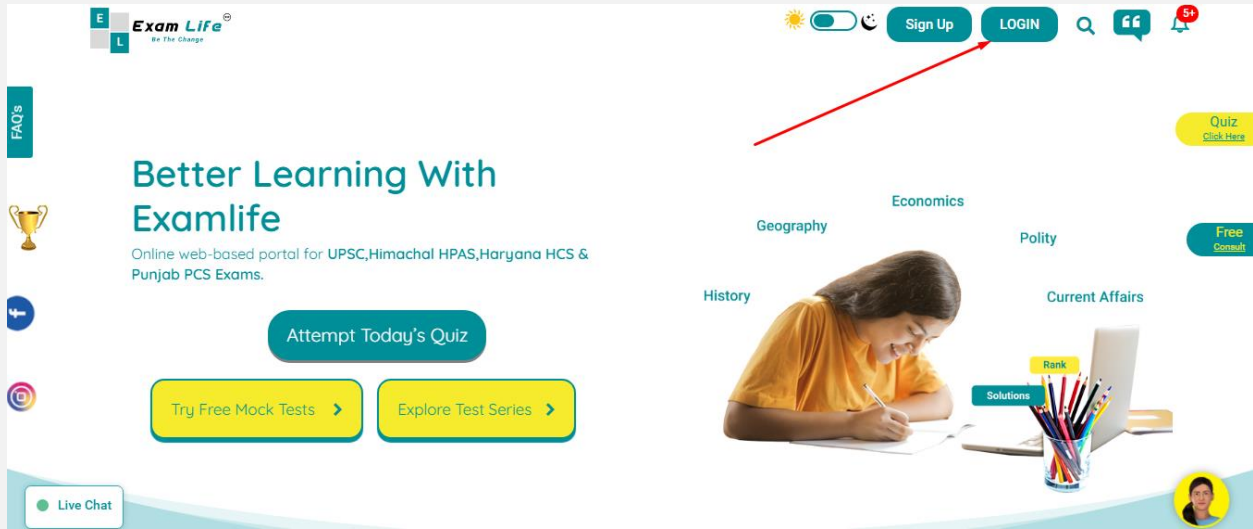 E
L
Exam Life
Be The Change
Sign Up
LOGIN
5+
FAQ's
Quiz
Click Here
Better Learning With
Examlife
Online web-based portal for UPSC,Himachal HPAS,Haryana HCS &
Punjab PCS Exams.
Economics
Geography
Polity
Free
Consult
History
Current Affairs
Attempt Today's Quiz
Rank
Solutions
Try Free Mock Tests
Explore Test Series
Live Chat